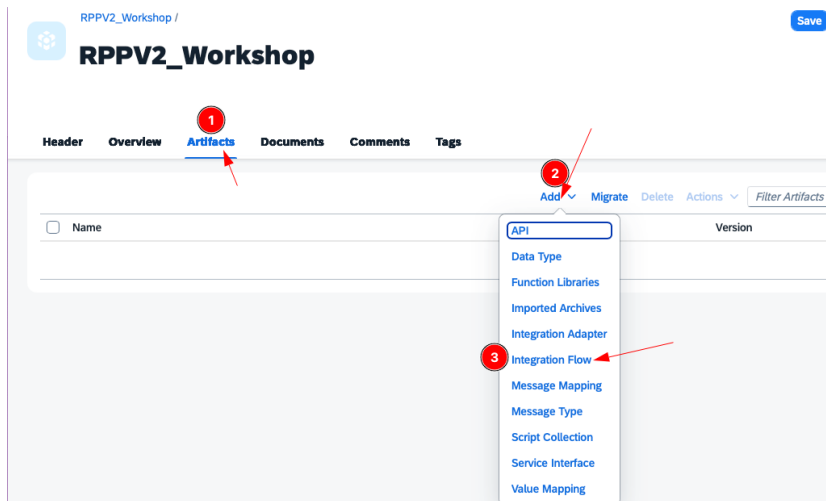 RPPV2_Workshop /
Save
RPPV2_Workshop
1
Header Overview Artifacts Documents Comments Tags
2
Add Migrate Delete Actions Filter Artifacts
Name Version
API
Data Type
Function Libraries
Imported Archives
Integration Adapter
3 Integration Flow
Message Mapping
Message Type
Script Collection
Service Interface
Value Mapping